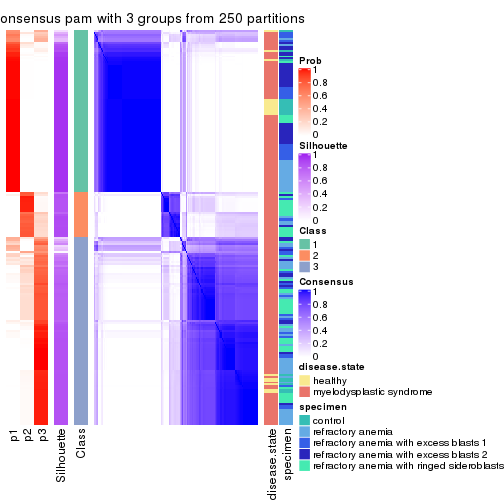 onsensus pam with 3 groups from 250 partitions
Prob
1
0.8
0.6
0.4
0.2
0
Silhouette
1
0.8
0.6
0.4
0.2
0
Class
1
2
3
Consensus
1
0.8
0.6
0.4
0.2
0
disease.state
healthy
myelodysplastic syndrome
specimen
control
refractory anemia
refractory anemia with excess blasts 1
refractory anemia with excess blasts 2
refractory anemia with ringed sideroblasts
p1
p2
p3
Silhouette
Class
disease.state
specimen